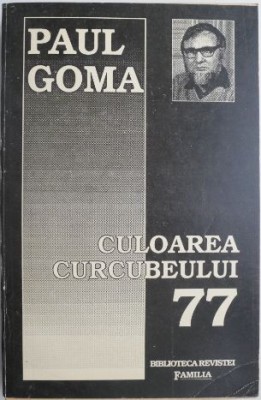 PAUL
GOMA
CULOAREA
CURCUBEULUI
77
BIBLIOTECA REVISTEI
FAMILIA